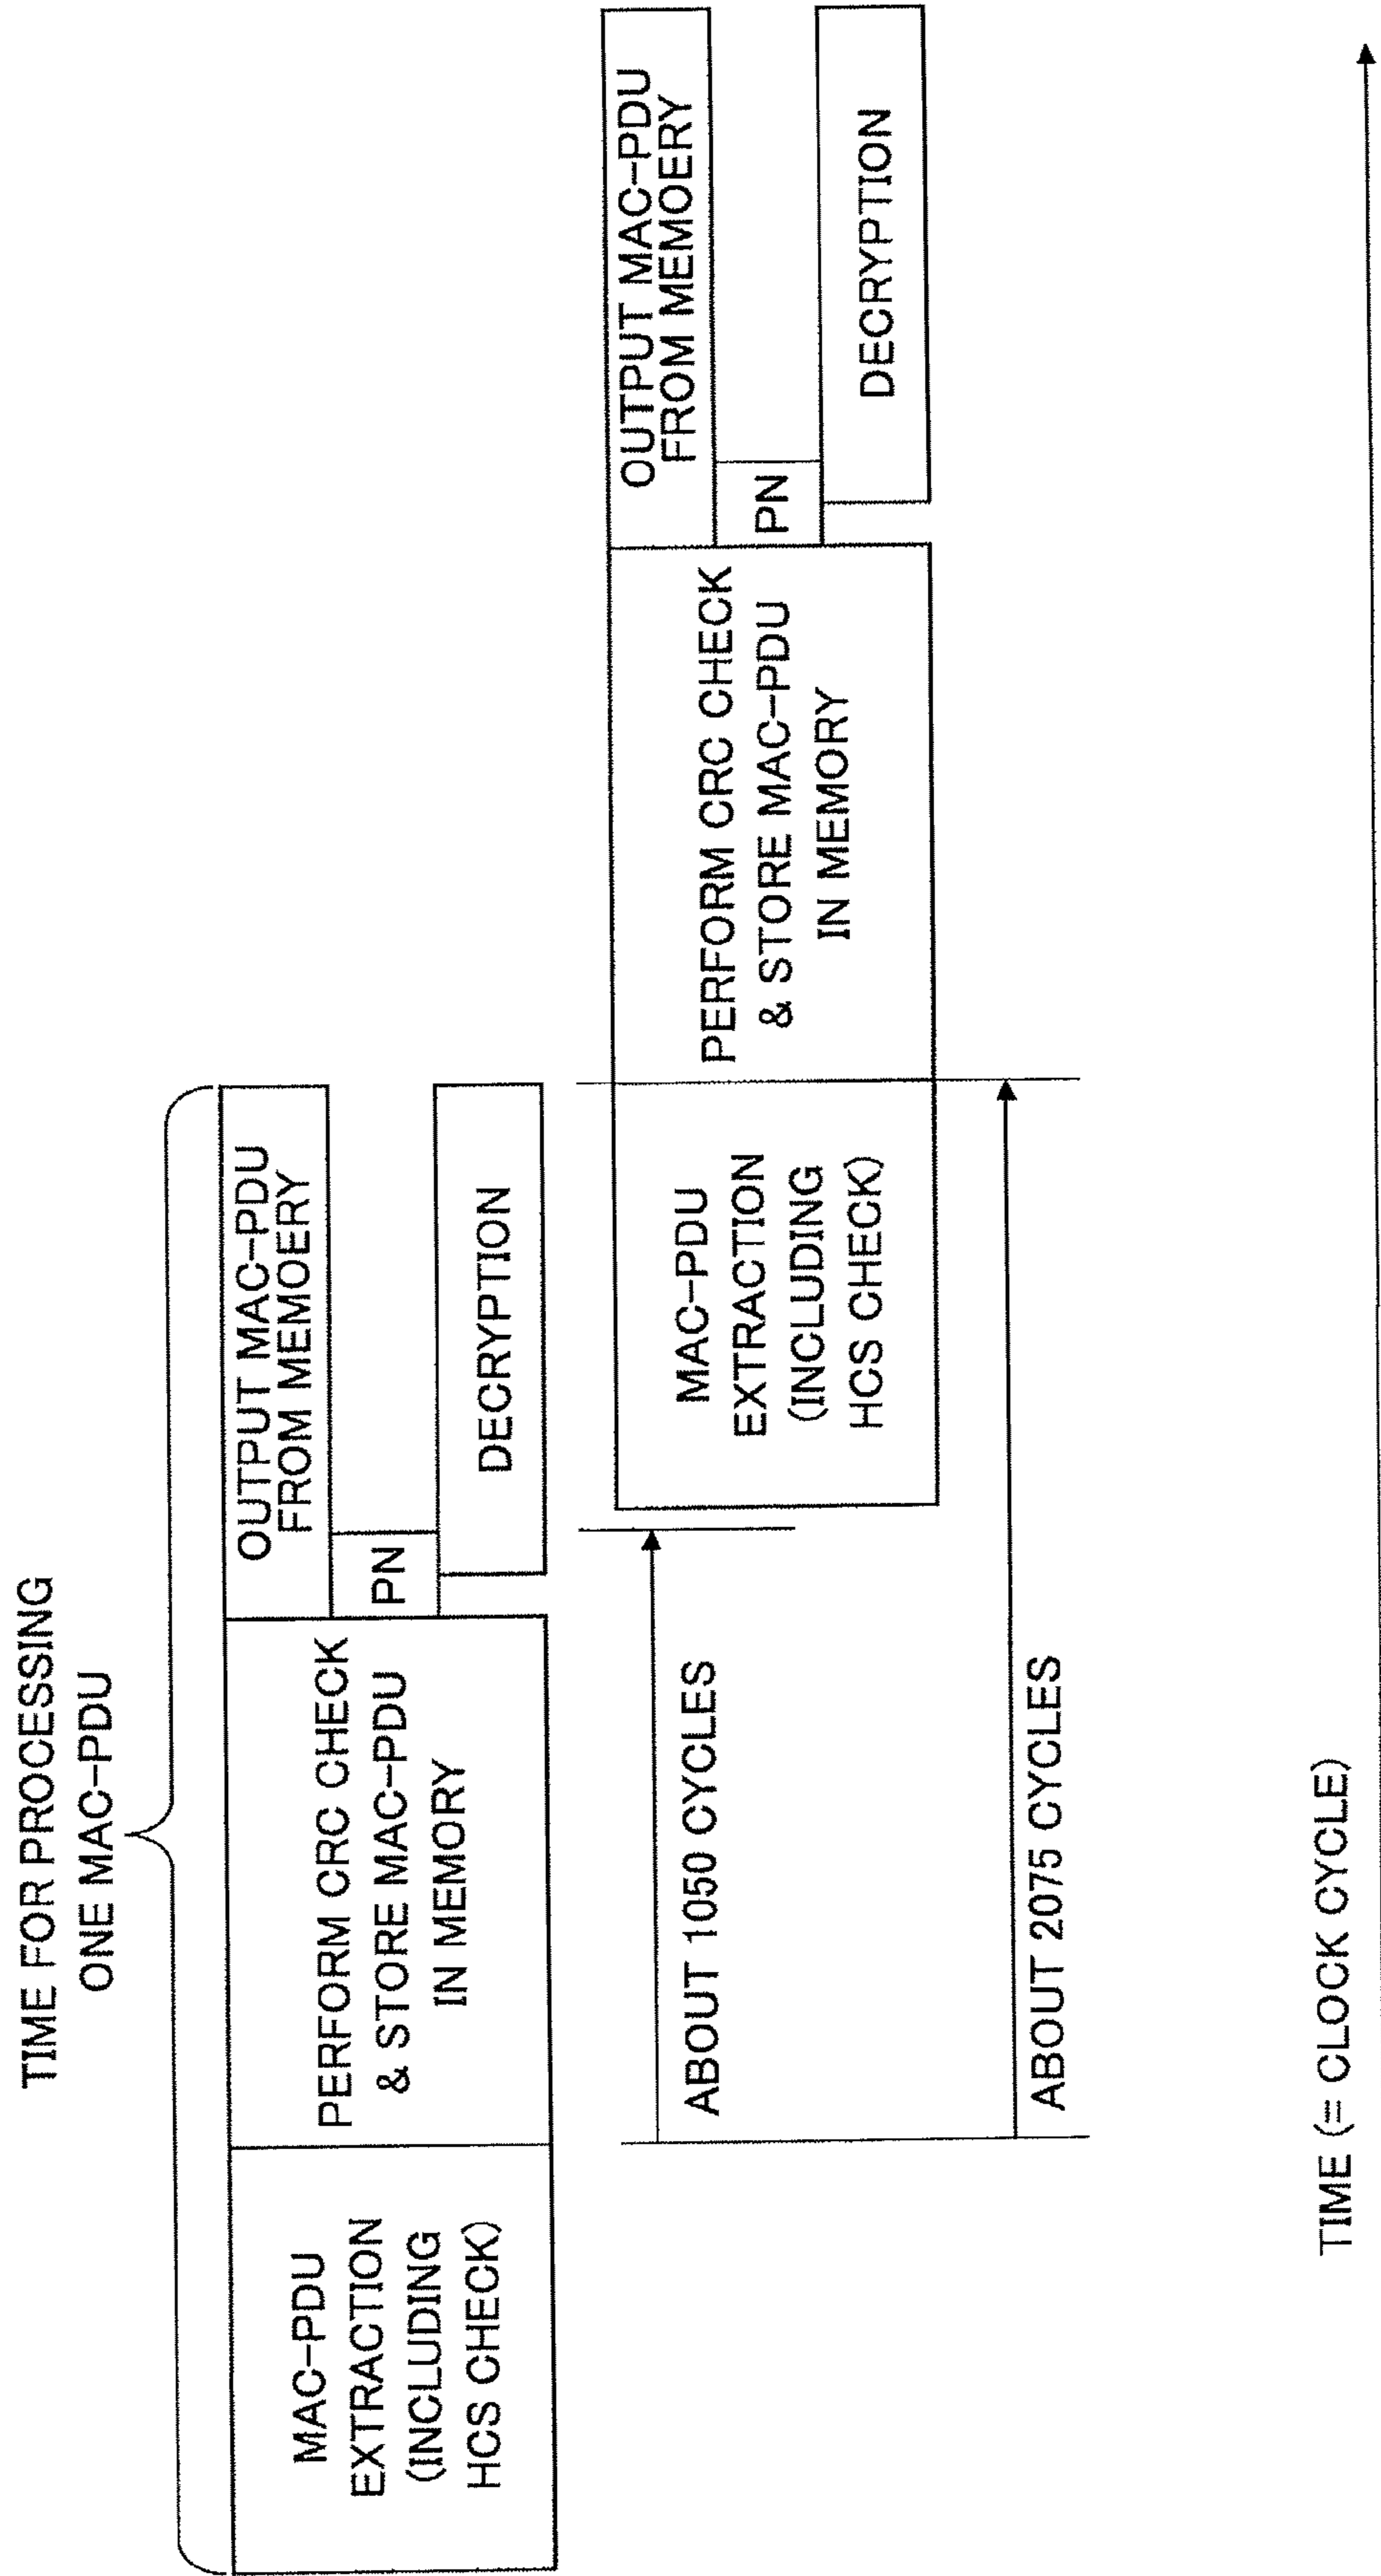 TIME FOR PROCESSING
ONE MAC-PDU
MAC-PDU
EXTRACTION
(INCLUDING
HCS CHECK)
PERFORM CRC CHECK
& STORE MAC-PDU
IN MEMORY
OUTPUT MAC-PDU
FROM MEMOERY
PN
DECRYPTION
MAC-PDU
EXTRACTION
(INCLUDING
HCS CHECK)
PERFORM CRC CHECK
& STORE MAC-PDU
IN MEMORY
OUTPUT MAC-PDU
FROM MEMOERY
PN
DECRYPTION
ABOUT 1050 CYCLES
ABOUT 2075 CYCLES
TIME (= CLOCK CYCLE)